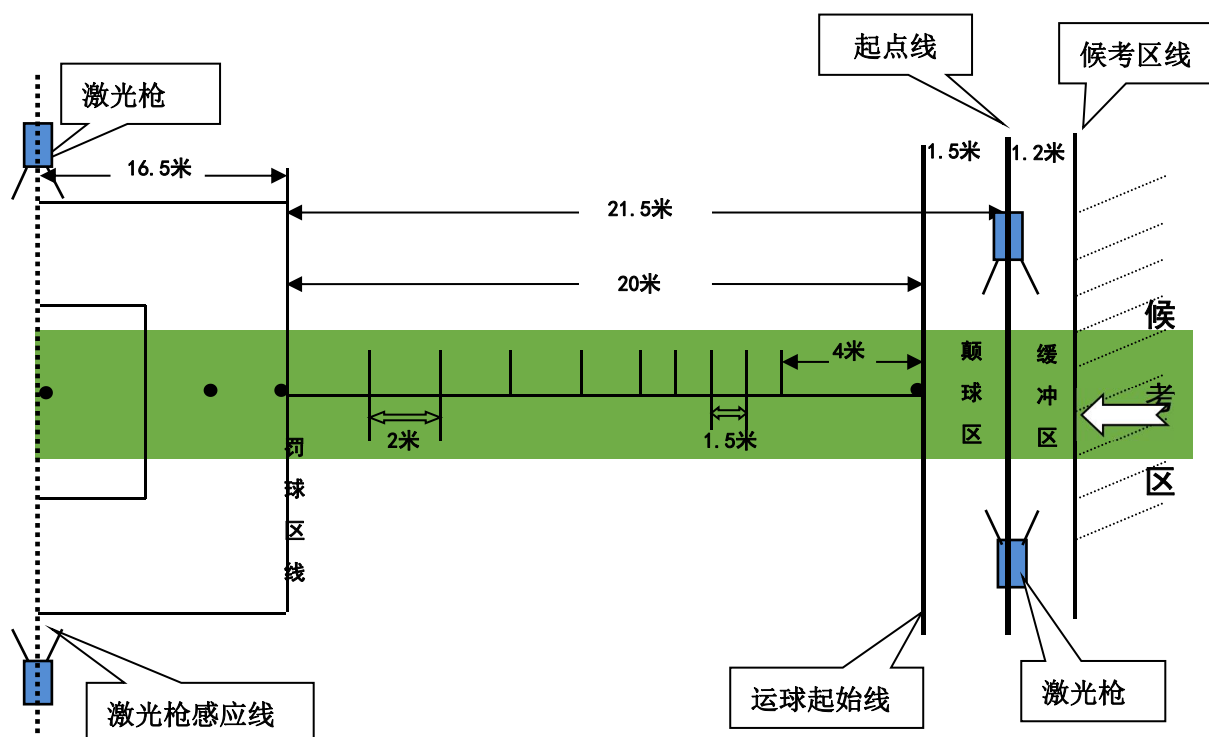 起点线
候考区线
激光枪
1.5米
1.2米
16.5米
21.5米
20米
候考区
4米
颠球区
缓冲区
2米
1.5米
罚球区线
激光枪感应线
运球起始线
激光枪